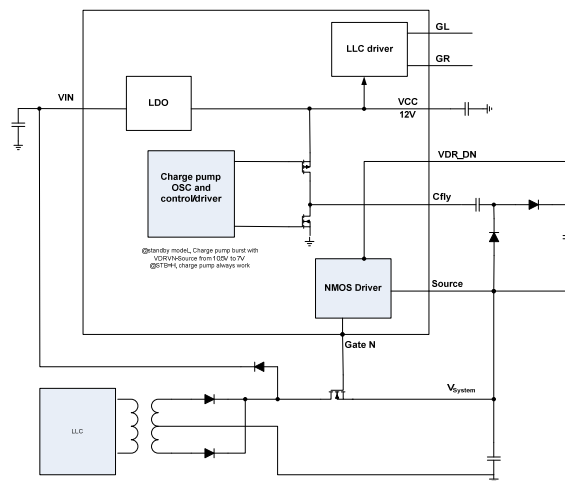 GL
LLC driver
GR
VIN
LDO
VCC
12V
VDR_DN
Charge pump
OSC and
control/driver
Cfly
@standby modeL, Charge pump burst with
VDRVN-Source from 10.5V to 7V
@STB=H, charge pump always work
NMOS Driver
Source
Gate N
VSystem
LLC